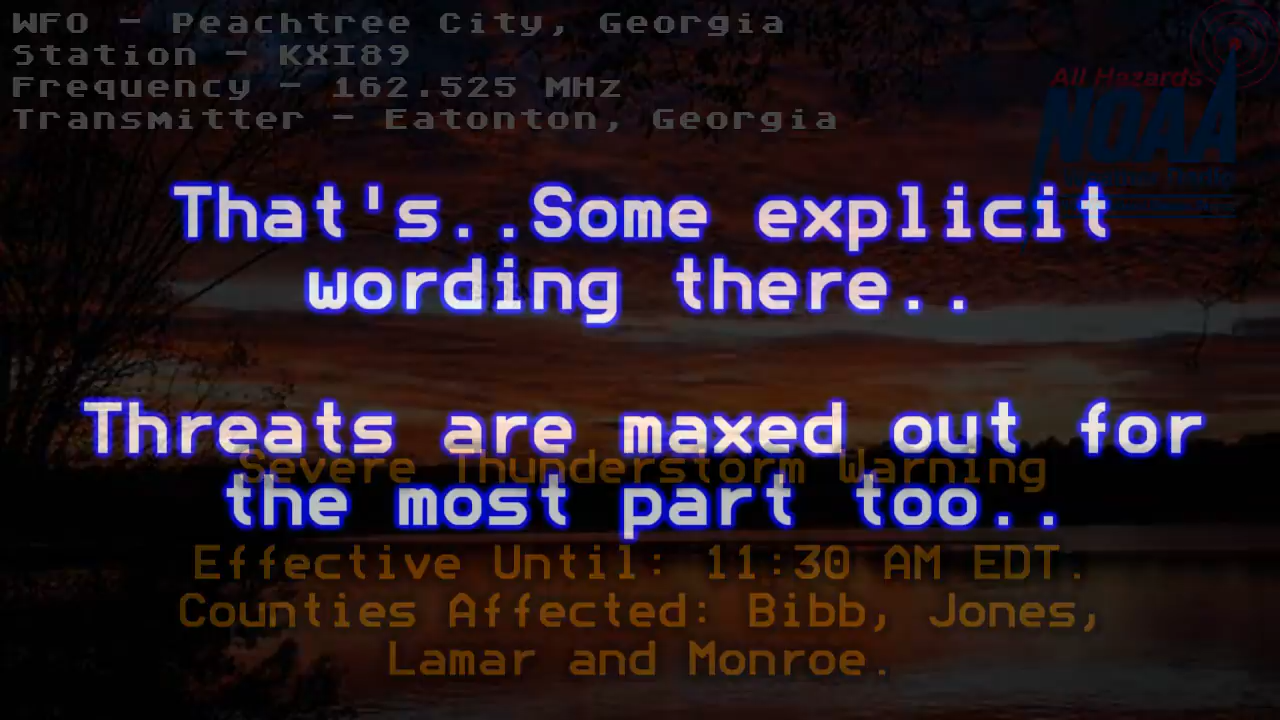 WFO - Peachtree City, Georgia
Station - KXI89
Frequency - 162.525 MHz
Transmitter - Eatonton, Georgia
All Hazards
NOAA
Weather Radio
That's..Some explicit
wording there..
Threats are maxed out for
the most part too..
Severe Thunderstorm Warning
Effective Until: 11:30 AM EDT.
Counties Affected: Bibb, Jones,
Lamar and Monroe.